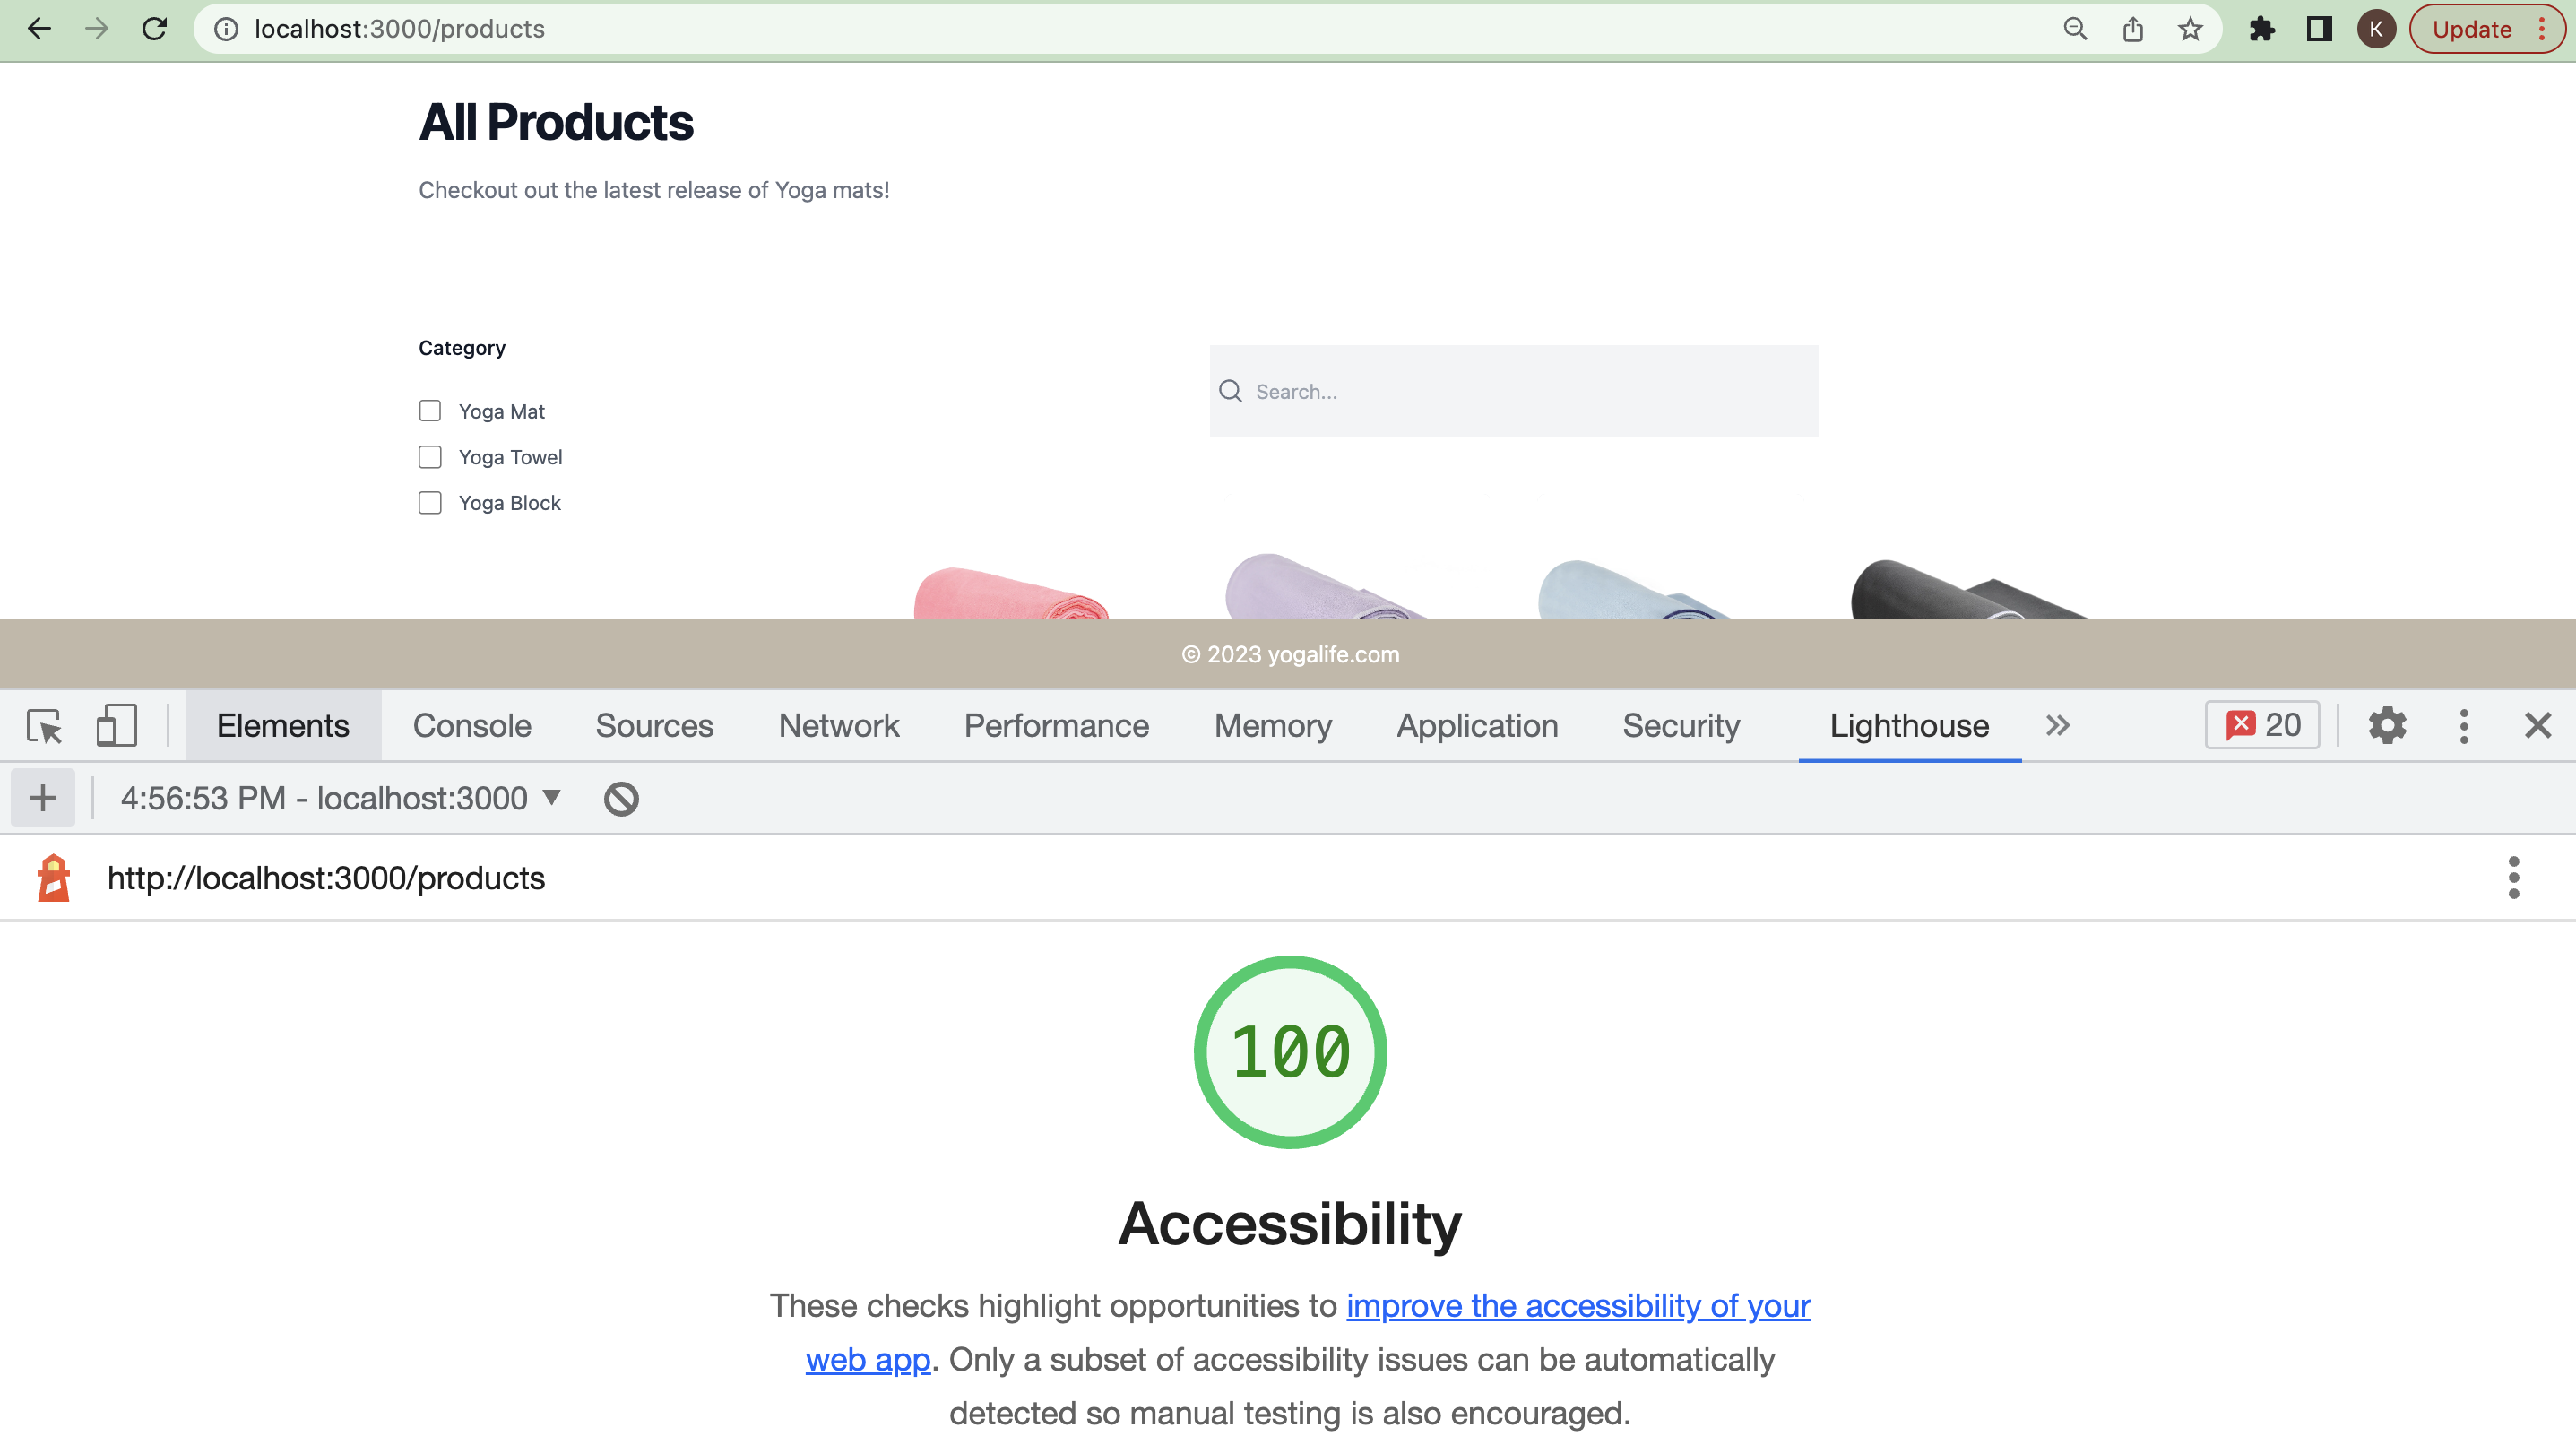 localhost:3000/products
K
Update
All Products
Checkout out the latest release of Yoga mats!
Category
Search...
Yoga Mat
Yoga Towel
Yoga Block
© 2023 yogalife.com
Elements Console Sources Network Performance Memory Application Security Lighthouse » 20
4:56:53 PM - localhost:3000
http://localhost:3000/products
100
Accessibility
These checks highlight opportunities to improve the accessibility of your
web app. Only a subset of accessibility issues can be automatically
detected so manual testing is also encouraged.